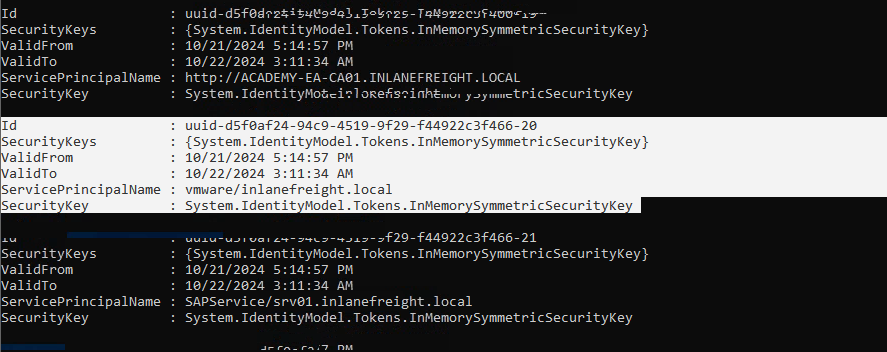 Id                   :
SecurityKeys         : {System.IdentityModel.Tokens.InMemorySymmetricSecurityKey}
ValidFrom            : 10/21/2024 5:14:57 PM
ValidTo              : 10/22/2024 3:11:34 AM
ServicePrincipalName : http://ACADEMY-EA-CA01.INLANEFREIGHT.LOCAL
SecurityKey          :
Id                   : uuid-d5f0af24-94c9-4519-9f29-f44922c3f466-20
SecurityKeys         : {System.IdentityModel.Tokens.InMemorySymmetricSecurityKey}
ValidFrom            : 10/21/2024 5:14:57 PM
ValidTo              : 10/22/2024 3:11:34 AM
ServicePrincipalName : vmware/inlanefreight.local
SecurityKey          : System.IdentityModel.Tokens.InMemorySymmetricSecurityKey
Id                   : uuid-d5f0af24-94c9-4519-9f29-f44922c3f466-21
SecurityKeys         : {System.IdentityModel.Tokens.InMemorySymmetricSecurityKey}
ValidFrom            : 10/21/2024 5:14:57 PM
ValidTo              : 10/22/2024 3:11:34 AM
ServicePrincipalName : SAPService/srv01.inlanefreight.local
SecurityKey          : System.IdentityModel.Tokens.InMemorySymmetricSecurityKey